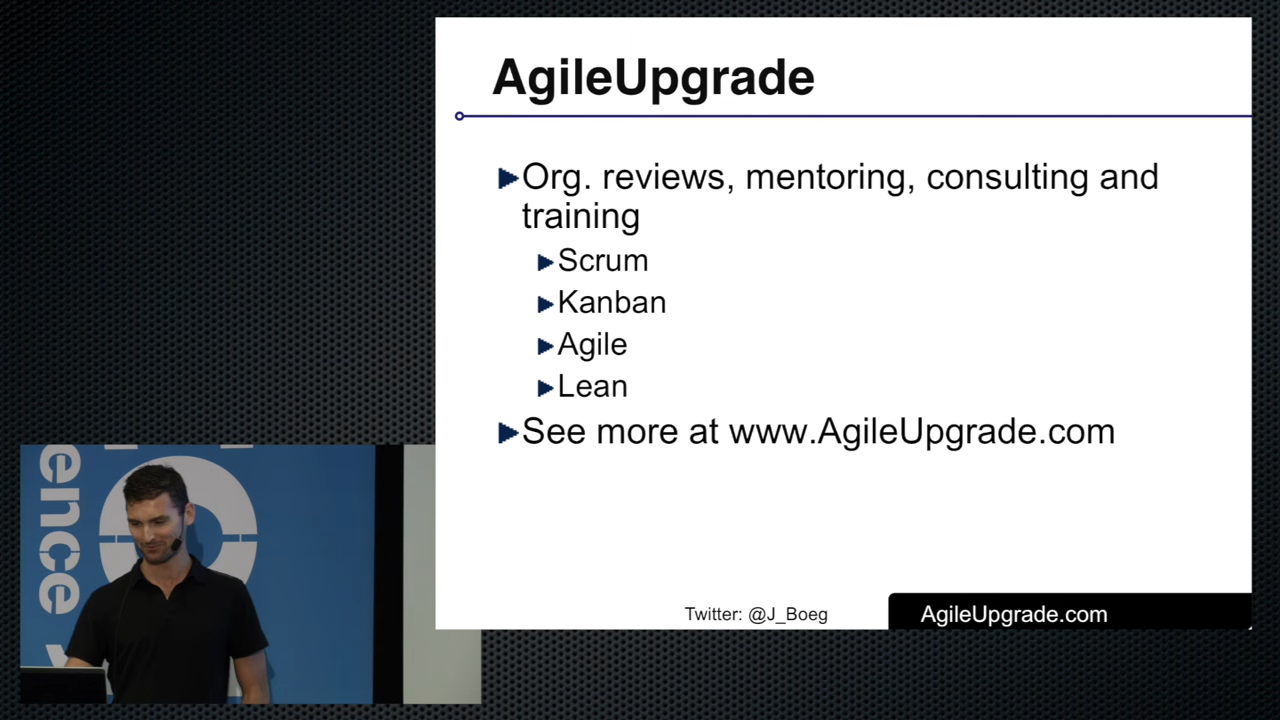 AgileUpgrade
Org. reviews, mentoring, consulting and
training
Scrum
Kanban
Agile
Lean
See more at www.AgileUpgrade.com
Twitter: @J_Boeg
AgileUpgrade.com
ence